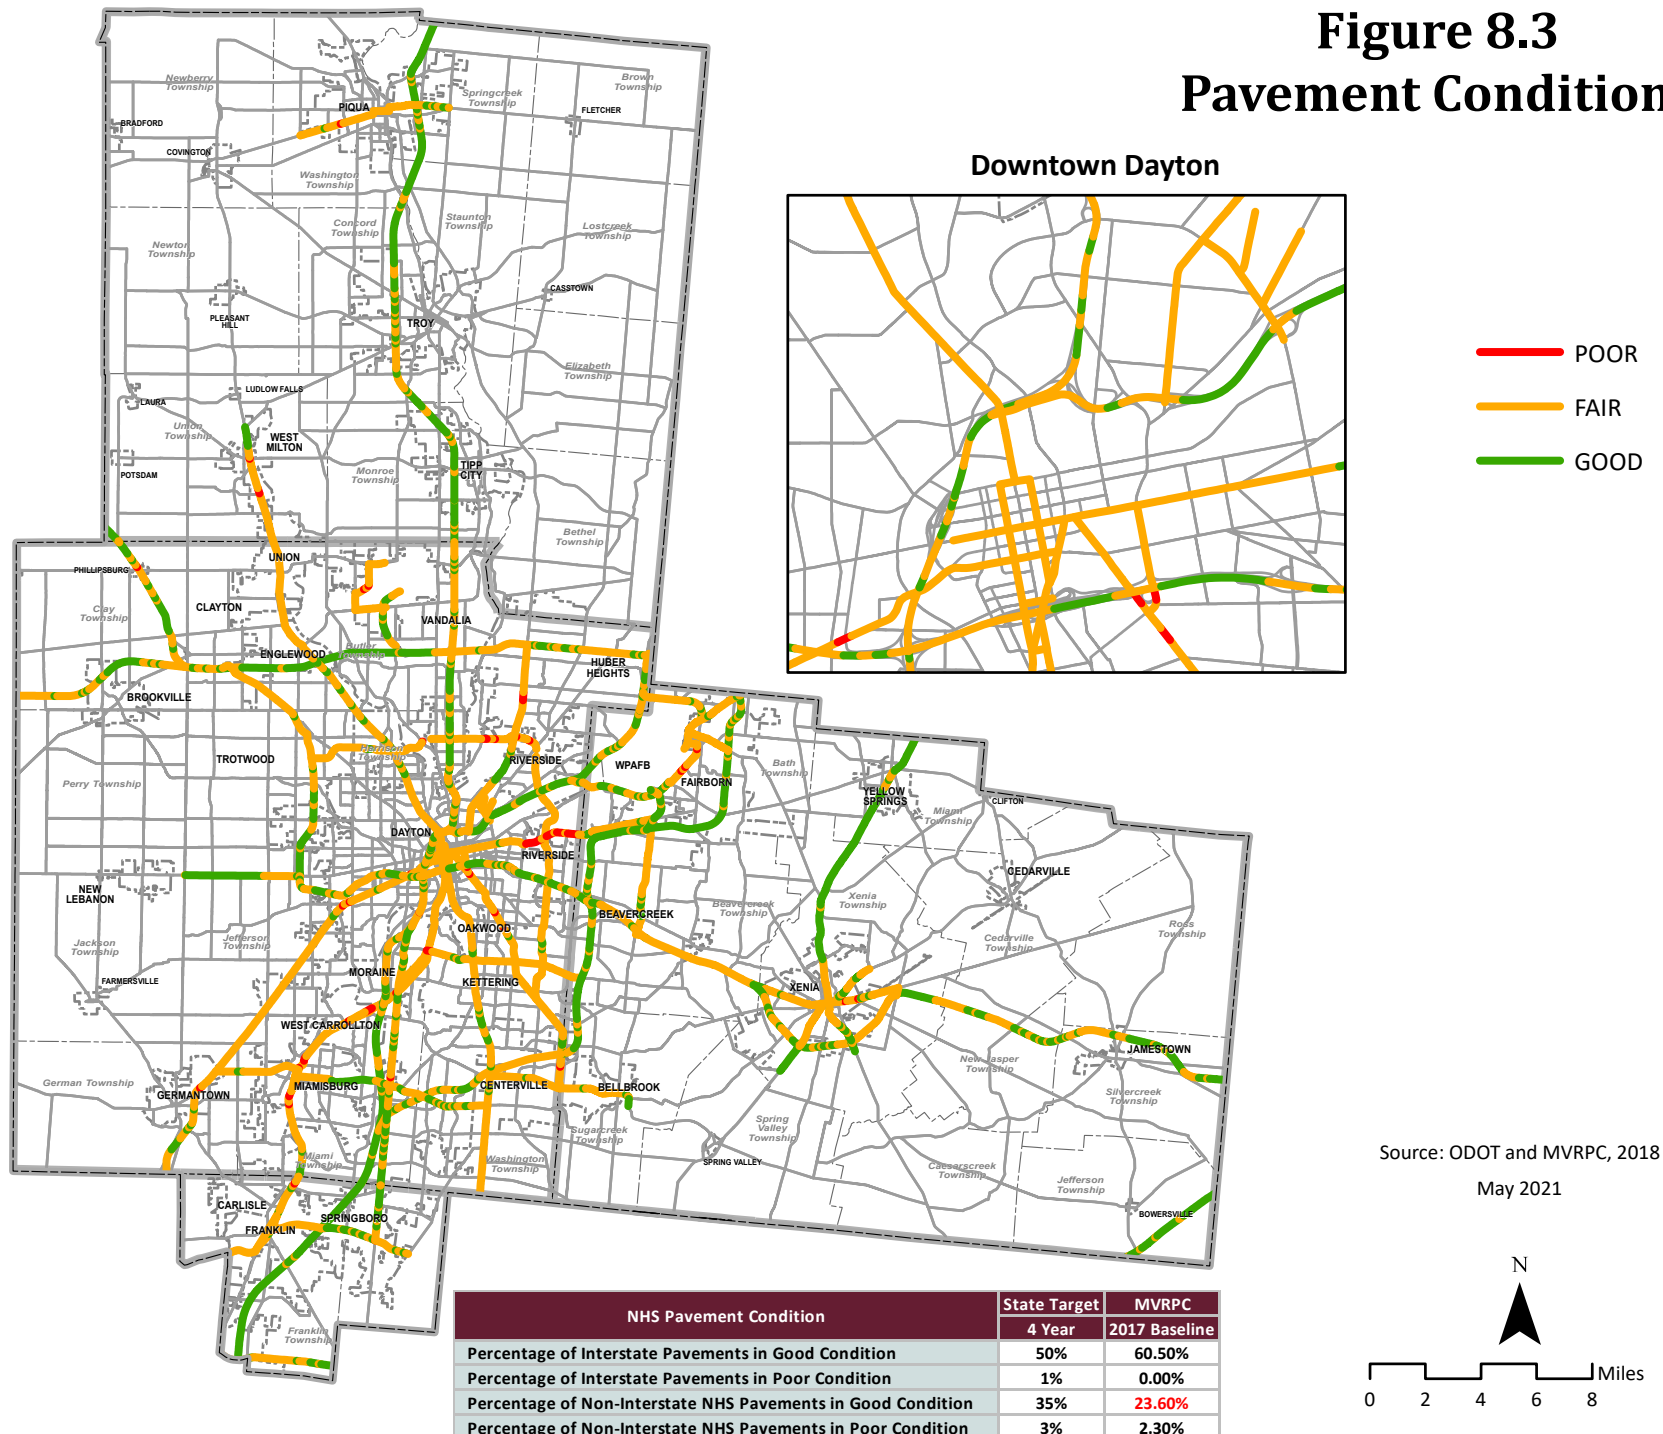 Figure 8.3
Pavement Condition
Downtown Dayton
POOR
FAIR
GOOD
Newberry
Township
Brown
Township
Springcreek
Township
PIQUA
FLETCHER
BRADFORD
COVINGTON
Washington
Township
Concord
Township
Staunton
Township
Lostcreek
Township
Newton
Township
CASSTOWN
PLEASANT
HILL
TROY
Elizabeth
Township
LUDLOW FALLS
LAURA
Union
Township
WEST
MILTON
Monroe
Township
TIPP
CITY
POTSDAM
Bethel
Township
UNION
PHILLIPSBURG
Clay
Township
CLAYTON
VANDALIA
Butler
Township
ENGLEWOOD
HUBER
HEIGHTS
BROOKVILLE
Harrison
Township
TROTWOOD
RIVERSIDE
WPAFB
Bath
Township
FAIRBORN
Perry Township
YELLOW
SPRINGS
Miami
Township
CLIFTON
DAYTON
RIVERSIDE
CEDARVILLE
NEW
LEBANON
Xenia
Township
Beavercreek
Township
BEAVERCREEK
Ross
Township
OAKWOOD
Jefferson
Township
Jackson
Township
Cedarville
Township
MORAINE
FARMERSVILLE
KETTERING
XENIA
WEST CARROLLTON
JAMESTOWN
New Jasper
Township
German Township
MIAMISBURG
CENTERVILLE
BELLBROOK
GERMANTOWN
Silvercreek
Township
Spring
Valley
Township
Sugarcreek
Township
Miami
Township
Washington
Township
SPRING VALLEY
Caesarscreek
Township
Jefferson
Township
CARLISLE
SPRINGBORO
BOWERSVILLE
FRANKLIN
Franklin
Township
Source: ODOT and MVRPC, 2018
May 2021
N
Miles
0 2 4 6 8
NHS Pavement Condition State Target MVRPC
4 Year 2017 Baseline
Percentage of Interstate Pavements in Good Condition 50% 60.50%
Percentage of Interstate Pavements in Poor Condition 1% 0.00%
Percentage of Non-Interstate NHS Pavements in Good Condition 35% 23.60%
Percentage of Non-Interstate NHS Pavements in Poor Condition 3% 2.30%